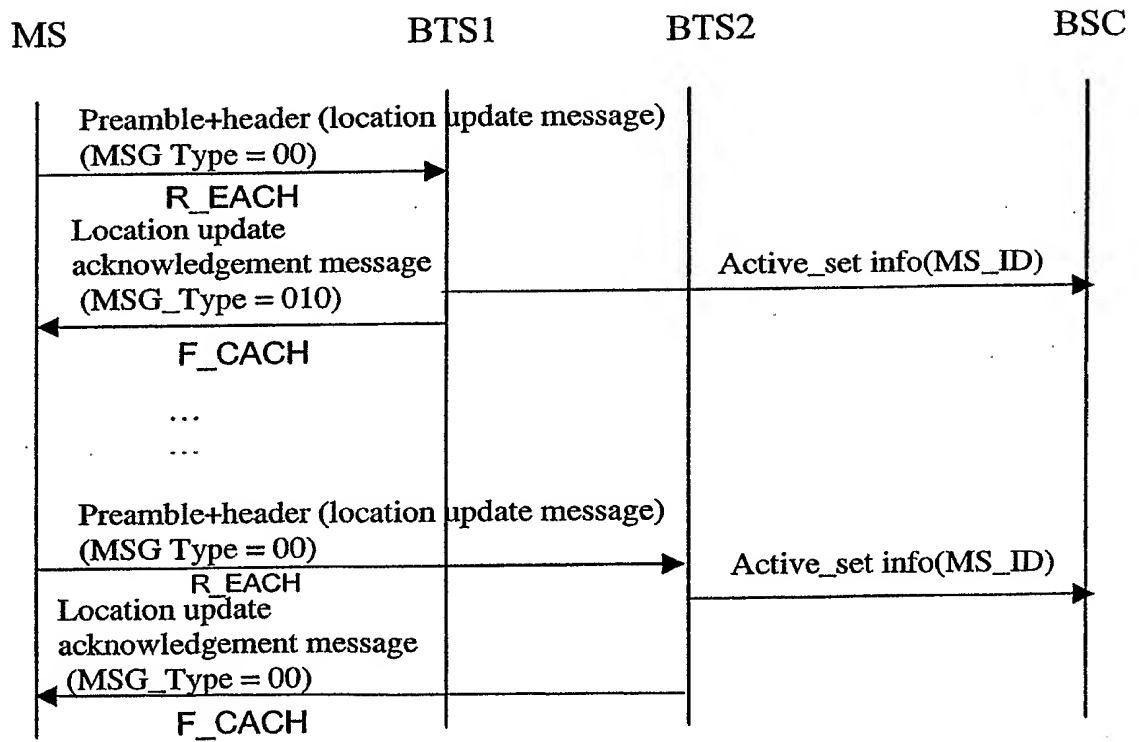 MS BTS1 BTS2 BSC
Preamble+header (location update message)
(MSG Type = 00)
R_EACH
Location update
acknowledgement message
(MSG_Type = 010)
Active_set info(MS_ID)
F_CACH
...
...
Preamble+header (location update message)
(MSG Type = 00)
R_EACH
Active_set info(MS_ID)
Location update
acknowledgement message
(MSG_Type = 00)
F_CACH